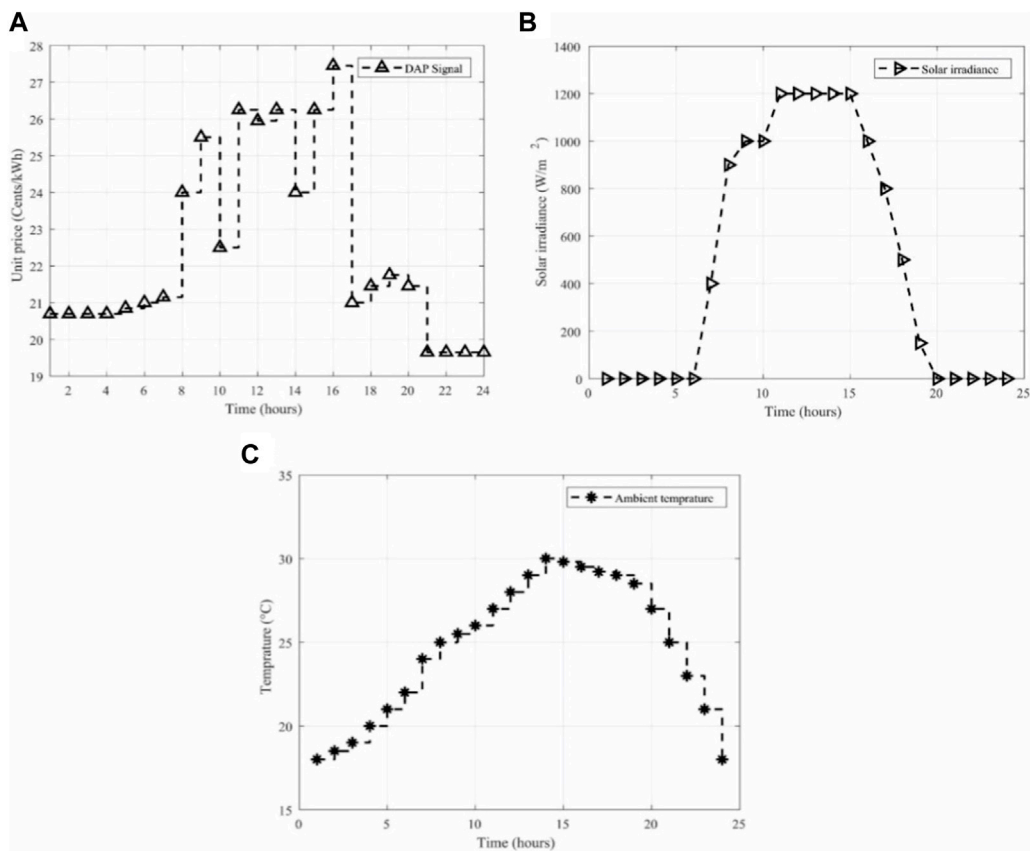 A
28
27
26
25
24
23
22
21
20
19
2 4 6 8 10 12 14 16 18 20 22 24
Time (hours)
Unit price (Cents/kWh)
DAP Signal
B
1400
1200
1000
800
600
400
200
0
0 5 10 15 20 25
Time (hours)
Solar irradiance (W/m²)
Solar irradiance
C
35
30
25
20
15
0 5 10 15 20 25
Time (hours)
Temprature (°C)
Ambient temprature